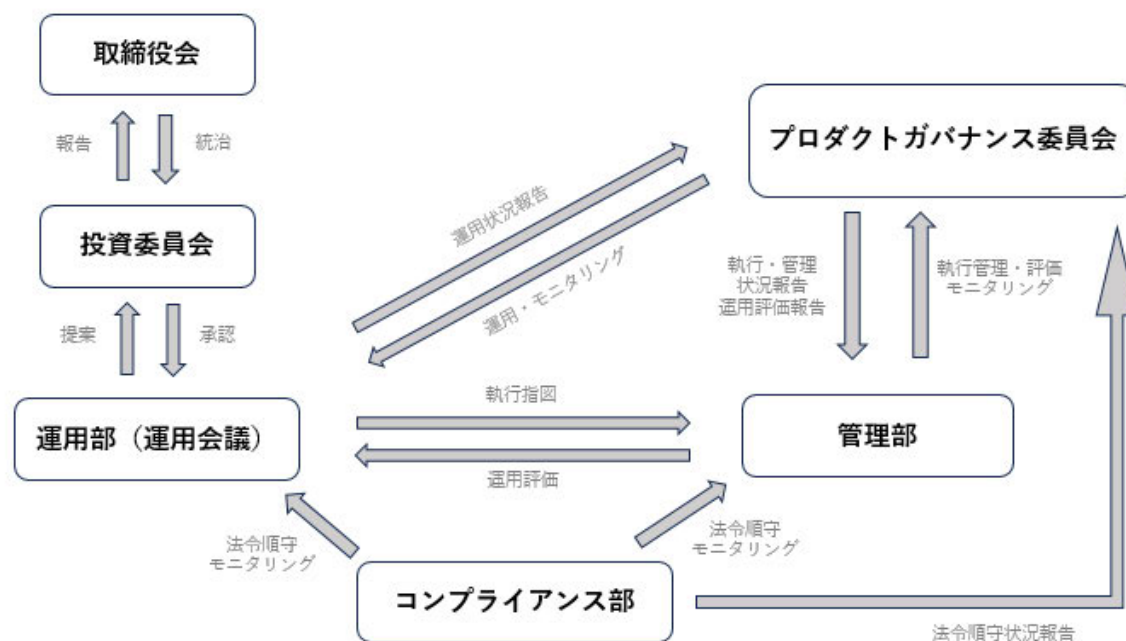 取締役会
報告
統治
投資委員会
提案
承認
運用部（運用会議）
プロダクトガバナンス委員会
運用状況報告
運用・モニタリング
執行・管理
状況報告
運用評価報告
執行管理・評価
モニタリング
執行指図
運用評価
管理部
法令順守
モニタリング
法令順守
モニタリング
コンプライアンス部
法令順守状況報告